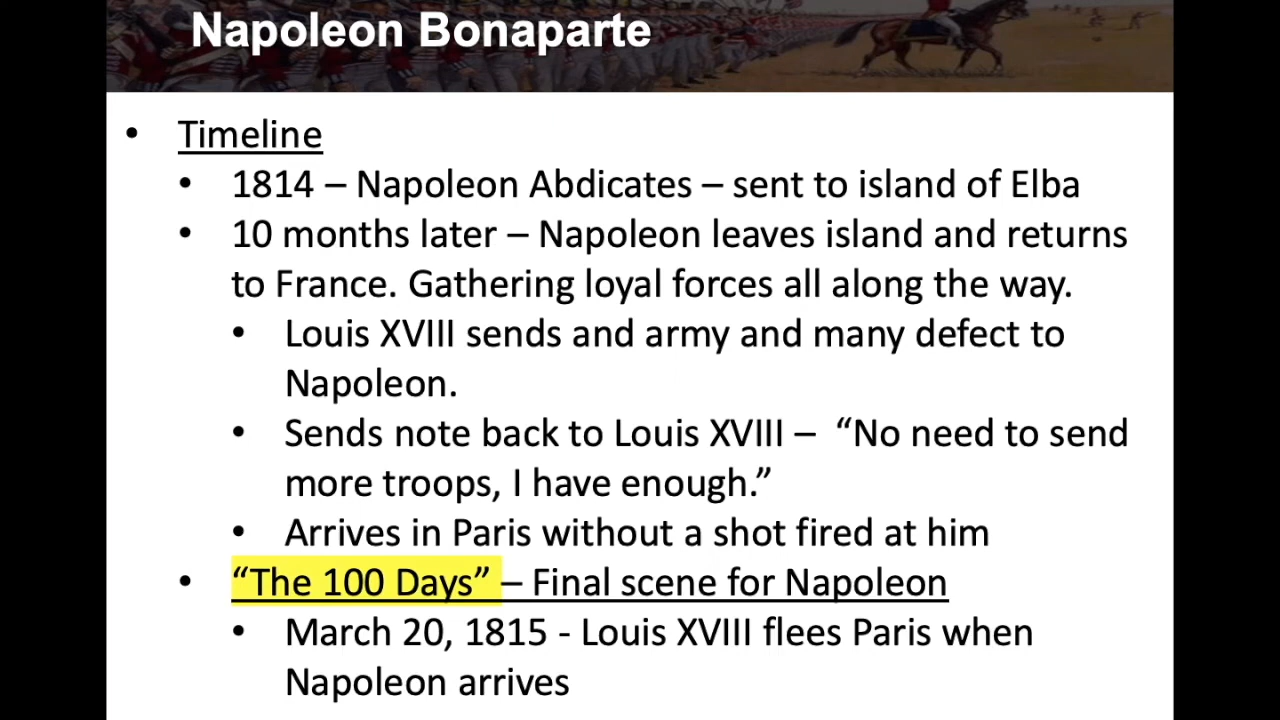 Napoleon Bonaparte
• Timeline
• 1814 – Napoleon Abdicates – sent to island of Elba
• 10 months later – Napoleon leaves island and returns
to France. Gathering loyal forces all along the way.
• Louis XVIII sends and army and many defect to
Napoleon.
• Sends note back to Louis XVIII – “No need to send
more troops, I have enough.”
• Arrives in Paris without a shot fired at him
• “The 100 Days” – Final scene for Napoleon
• March 20, 1815 - Louis XVIII flees Paris when
Napoleon arrives